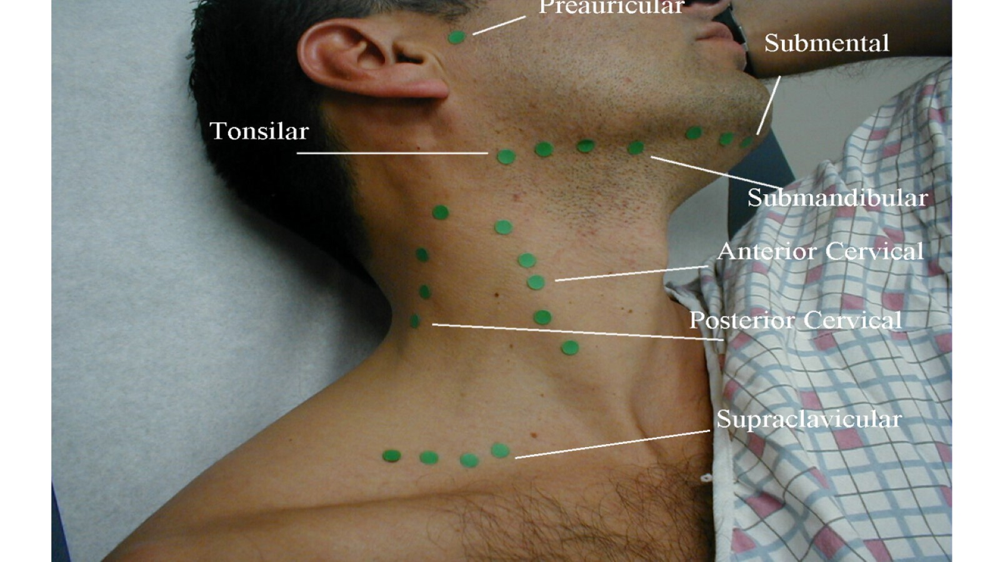 Preauricular
Submental
Tonsilar
Submandibular
Anterior Cervical
Posterior Cervical
Supraclavicular